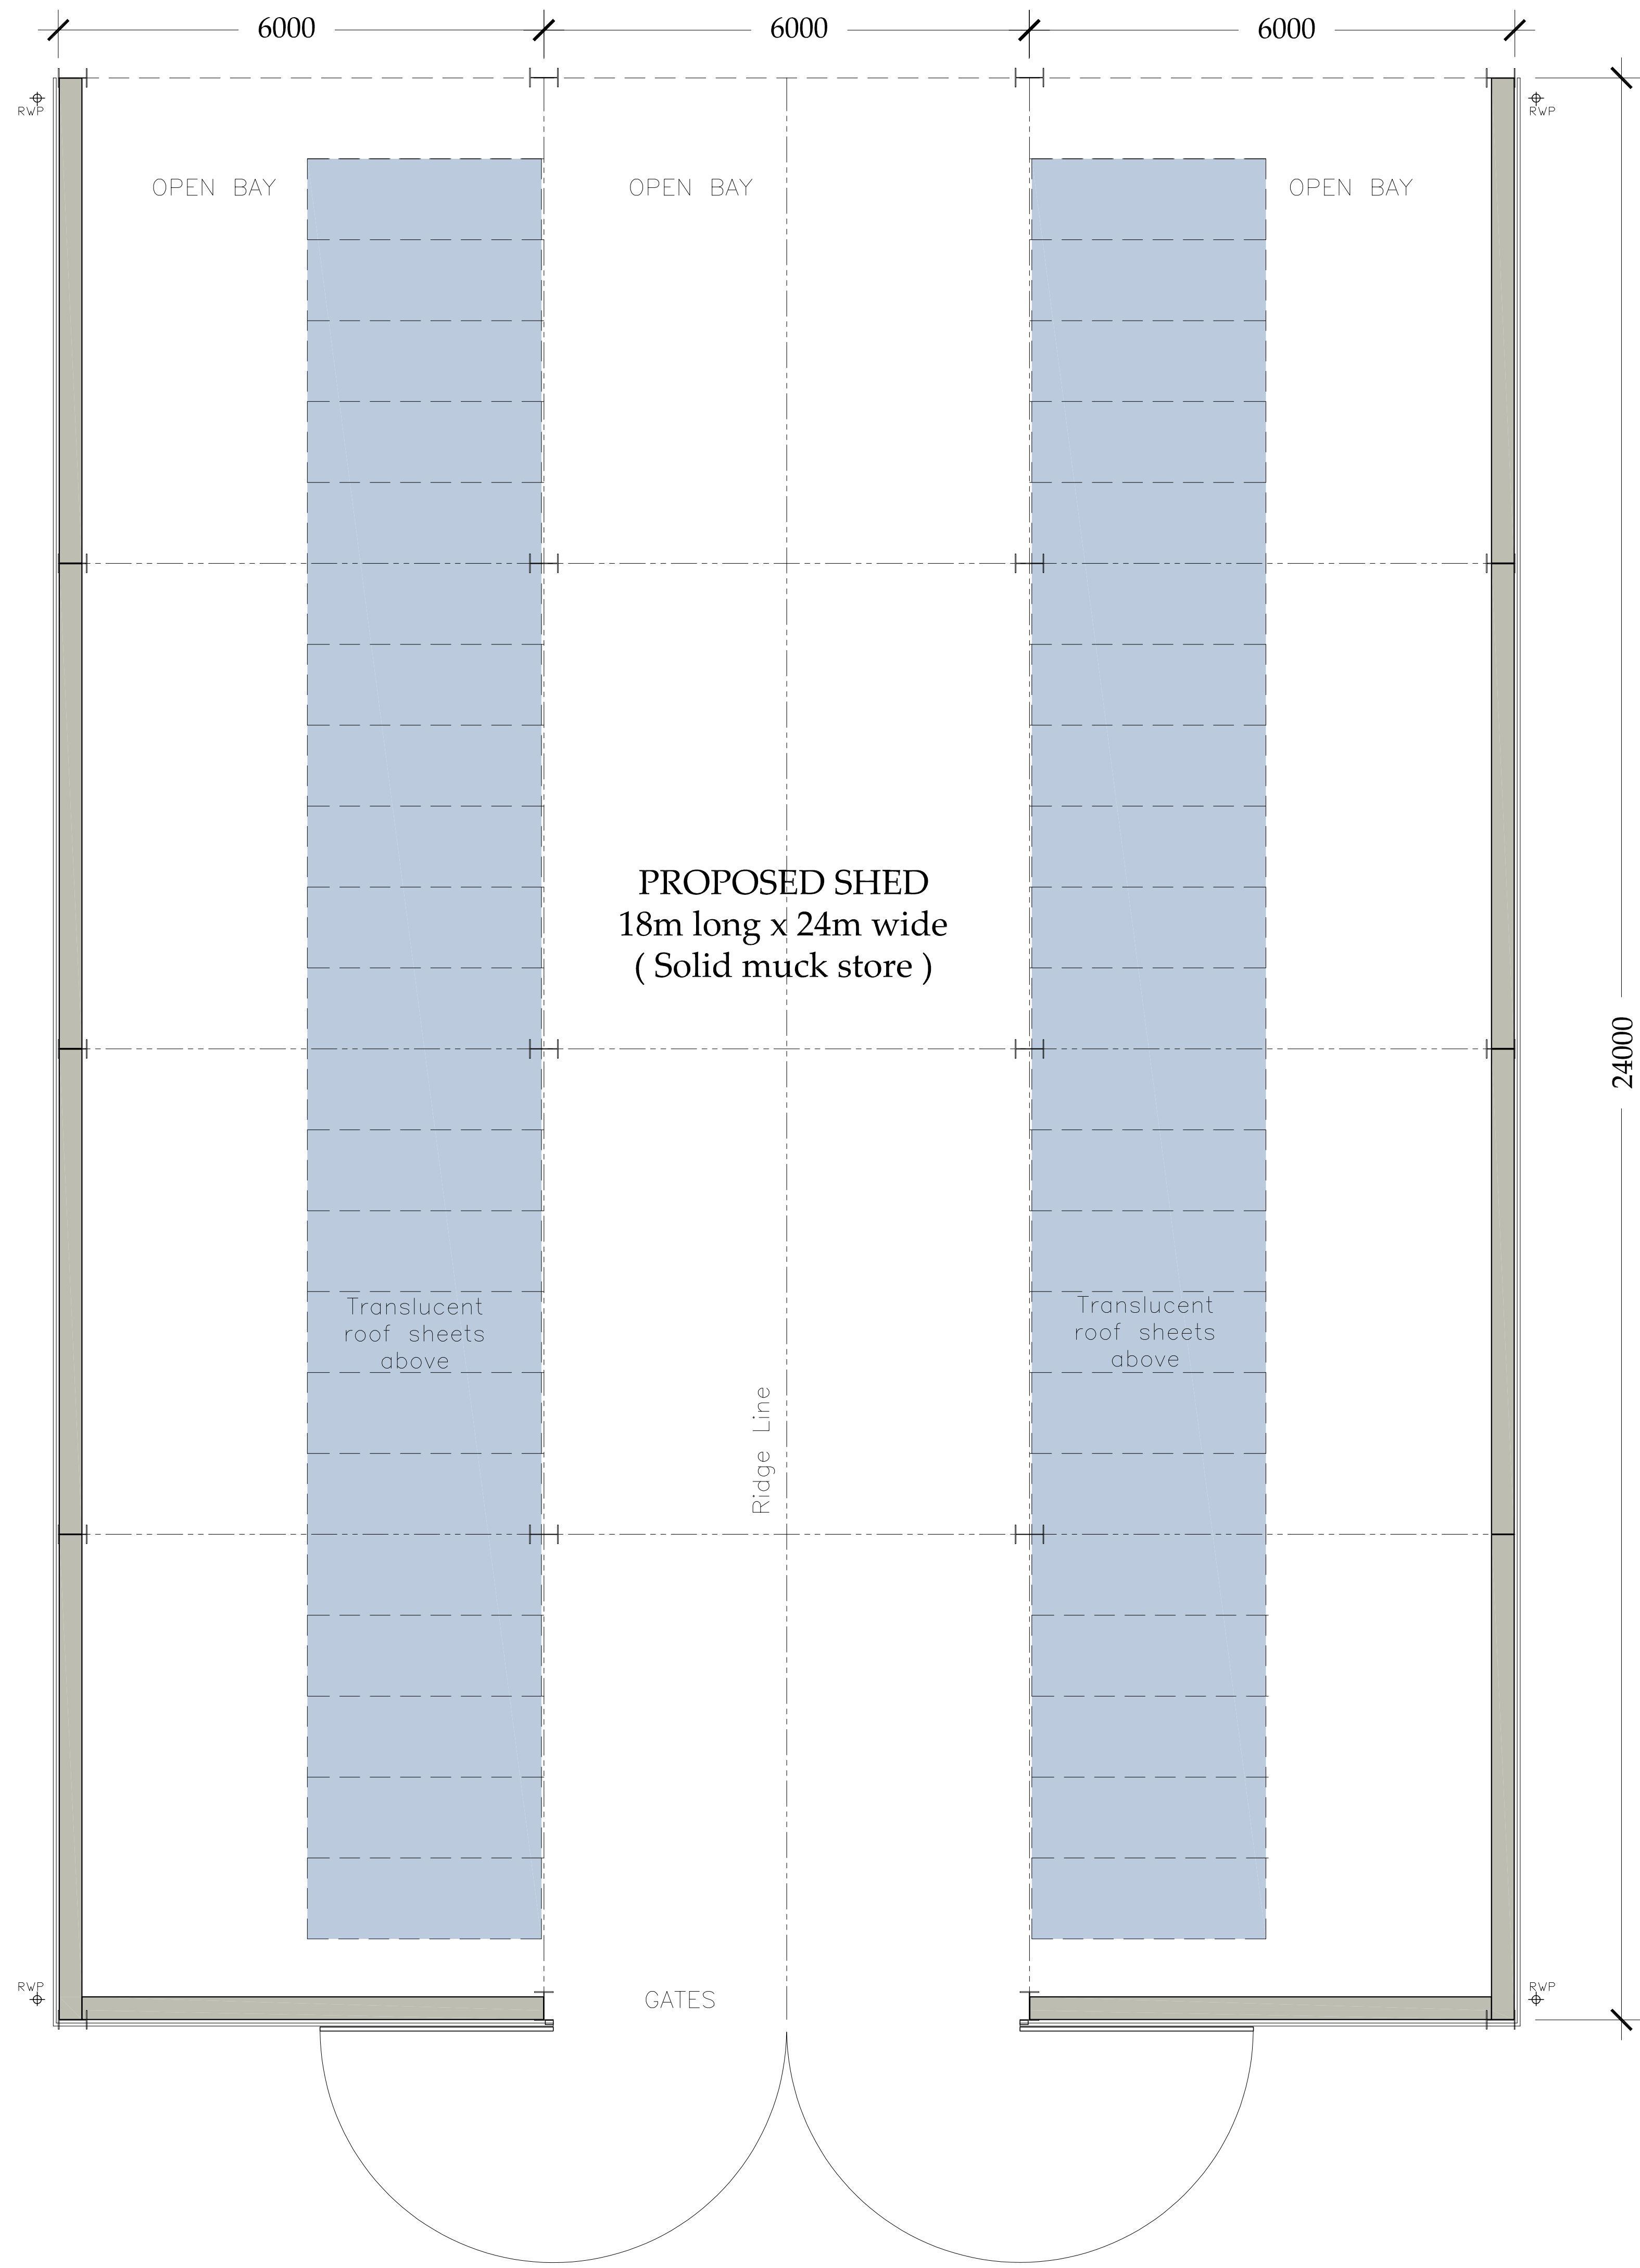 6000
6000
6000
RWP
RWP
OPEN BAY
OPEN BAY
OPEN BAY
PROPOSED SHED
18m long x 24m wide
( Solid muck store )
24000
Translucent
roof sheets
above
Translucent
roof sheets
above
Ridge Line
RWP
GATES
RWP